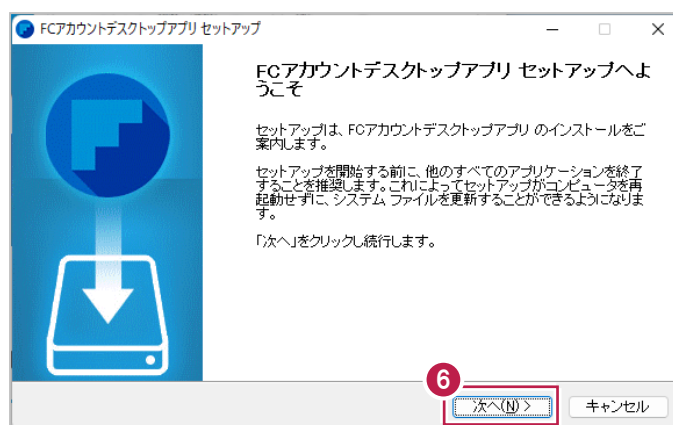 FCアカウントデスクトップアプリ セットアップ
FCアカウントデスクトップアプリ セットアップへよ
うこそ
セットアップは、FCアカウントデスクトップアプリ のインストールをご
案内します。
セットアップを開始する前に、他のすべてのアプリケーションを終了
することを推奨します。これによってセットアップがコンピュータを再
起動せずに、システム ファイルを更新することができるようになりま
す。
「次へ」をクリックし続行します。
6
次へ(N) >
キャンセル